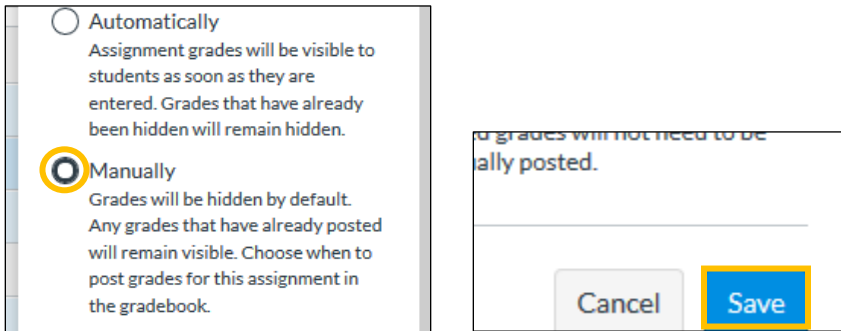 Automatically
Assignment grades will be visible to
students as soon as they are
entered. Grades that have already
been hidden will remain hidden.
Manually
Grades will be hidden by default.
Any grades that have already posted
will remain visible. Choose when to
post grades for this assignment in
the gradebook.
grades will not need to be
ally posted.
Cancel
Save